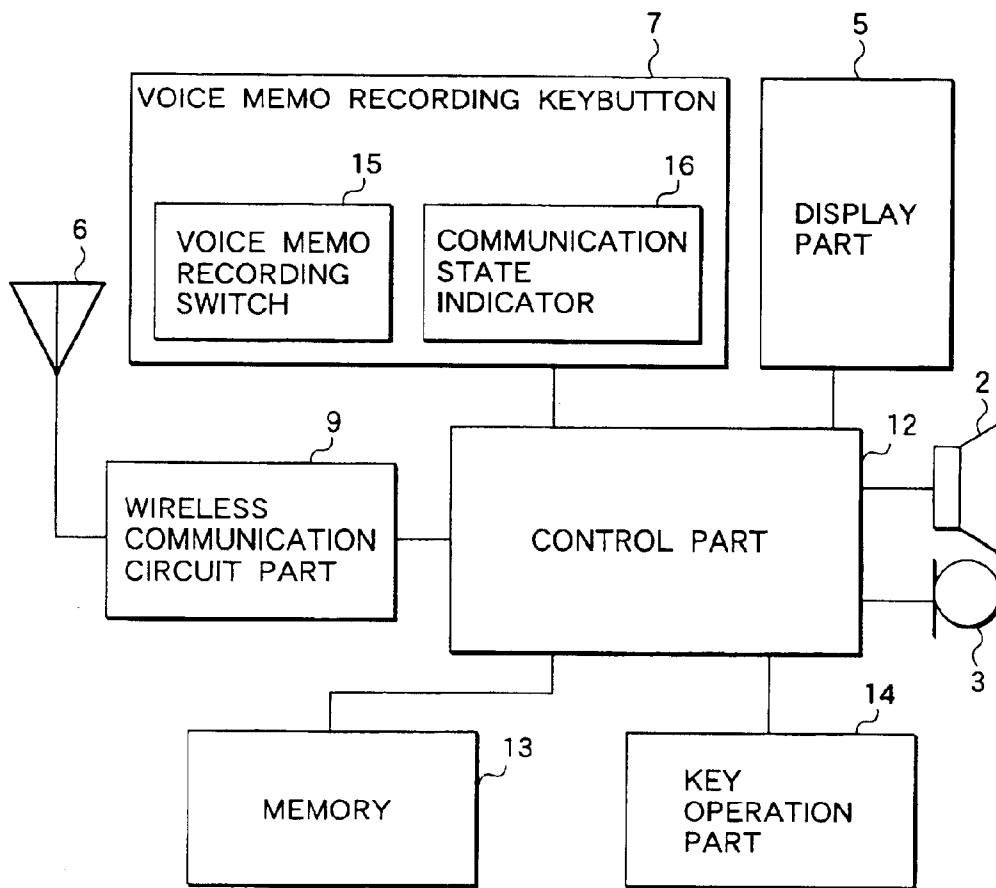 7
5
VOICE MEMO RECORDING KEYBUTTON
15
16
6
VOICE MEMO
RECORDING
SWITCH
COMMUNICATION
STATE
INDICATOR
DISPLAY
PART
2
9
12
WIRELESS
COMMUNICATION
CIRCUIT PART
CONTROL PART
3
14
13
MEMORY
KEY
OPERATION
PART